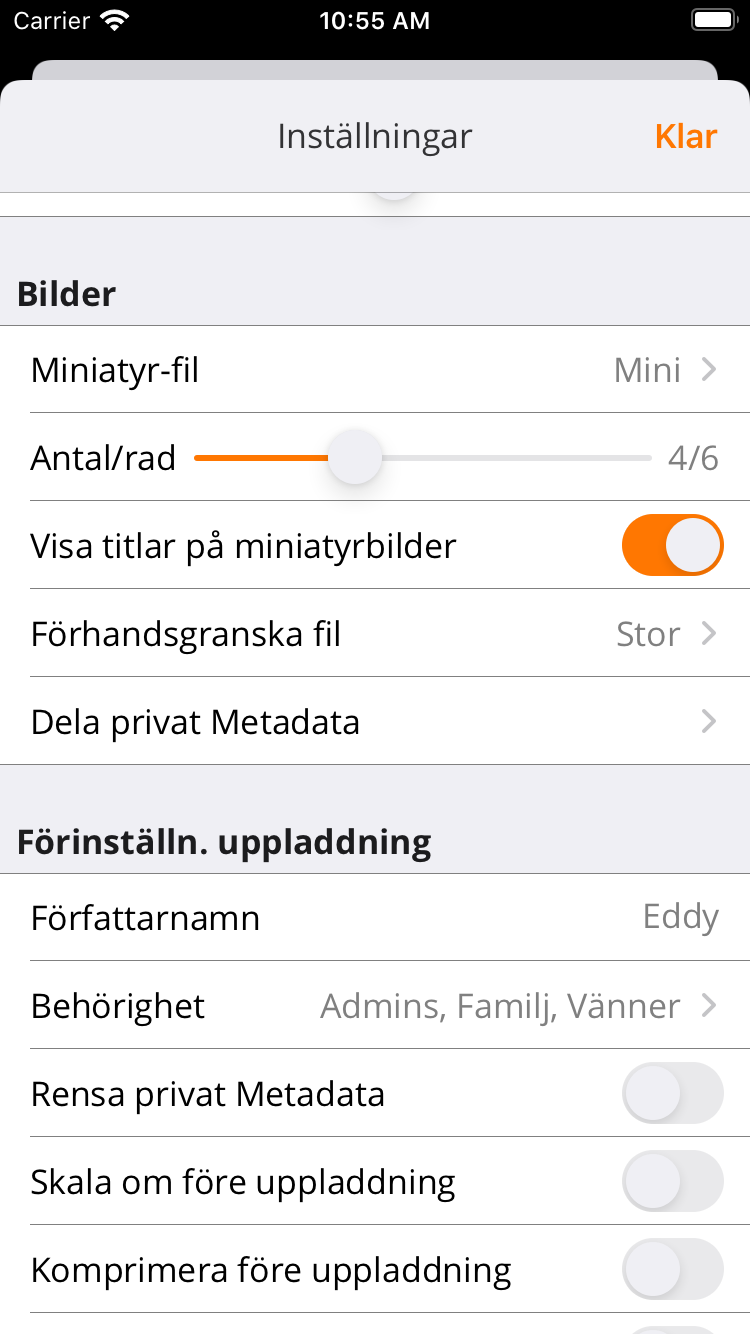 Carrier 10:55 AM
Inställningar Klar
Bilder
Miniatyr-fil Mini
Antal/rad 4/6
Visa titlar på miniatyrbilder
Förhandsgranska fil Stor
Dela privat Metadata
Förinställn. uppladdning
Författarnamn Eddy
Behörighet Admins, Familj, Vänner
Rensa privat Metadata
Skala om före uppladdning
Komprimera före uppladdning